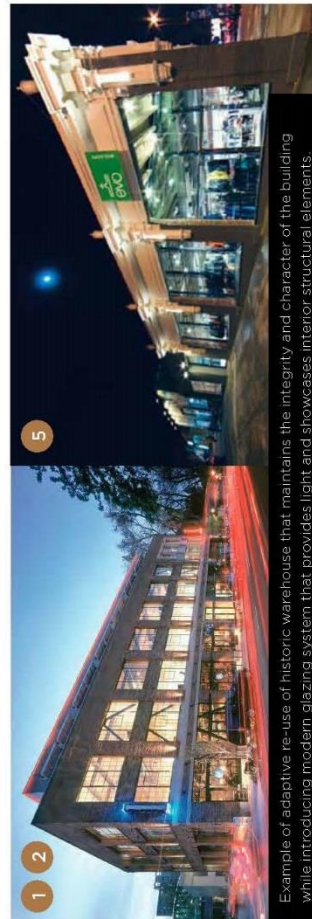 1 2
5
evo
Example of adaptive re-use of historic warehouse that maintains the integrity and character of the building
while introducing modern glazing system that provides light and showcases interior structural elements.